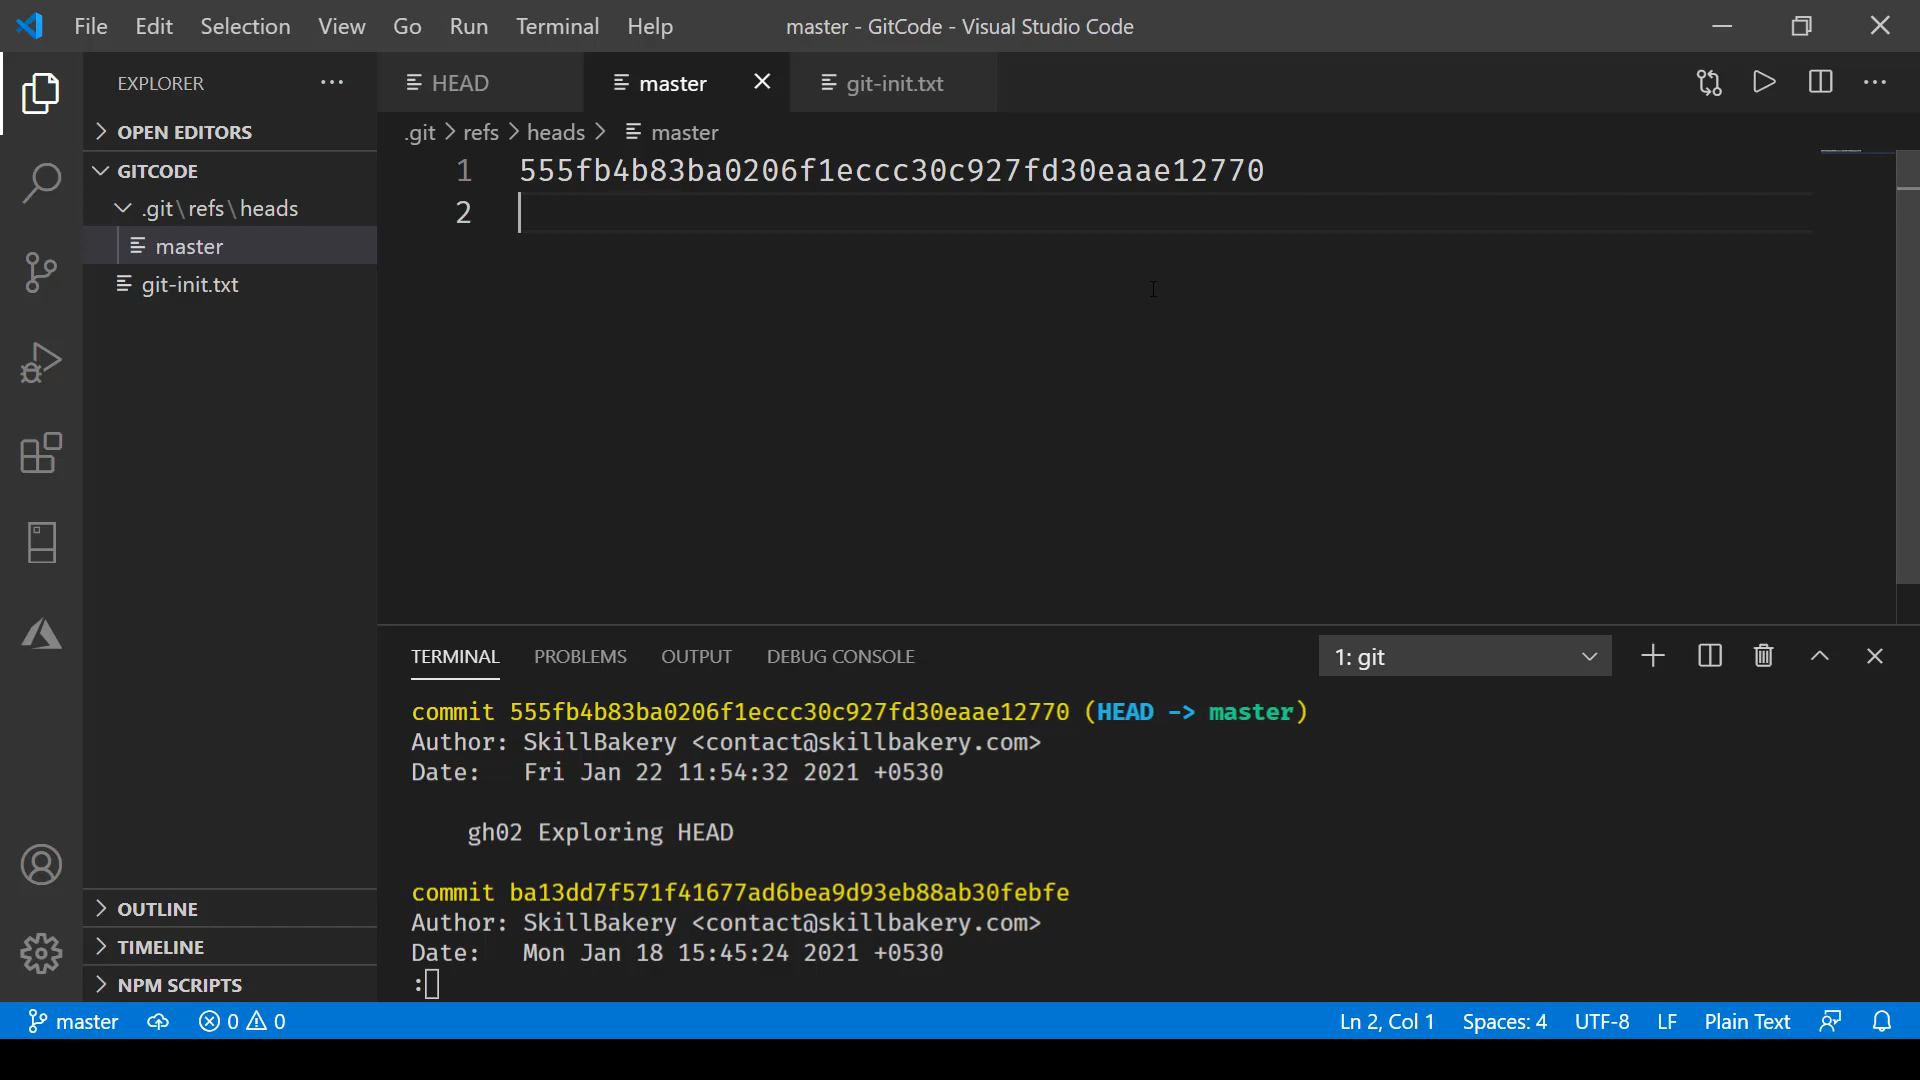 File Edit Selection View Go Run Terminal Help master - GitCode - Visual Studio Code
EXPLORER ···
HEAD master git-init.txt
OPEN EDITORS
.git > refs > heads > master
GITCODE
.git\refs\heads
master
git-init.txt
1 555fb4b83ba0206f1eccc30c927fd30eaae12770
2
TERMINAL PROBLEMS OUTPUT DEBUG CONSOLE 1: git
commit 555fb4b83ba0206f1eccc30c927fd30eaae12770 (HEAD -> master)
Author: SkillBakery <contact@skillbakery.com>
Date: Fri Jan 22 11:54:32 2021 +0530
gh02 Exploring HEAD
commit ba13dd7f571f41677ad6bea9d93eb88ab30febfe
Author: SkillBakery <contact@skillbakery.com>
Date: Mon Jan 18 15:45:24 2021 +0530
:
OUTLINE
TIMELINE
NPM SCRIPTS
master 0 0 Ln 2, Col 1 Spaces: 4 UTF-8 LF Plain Text